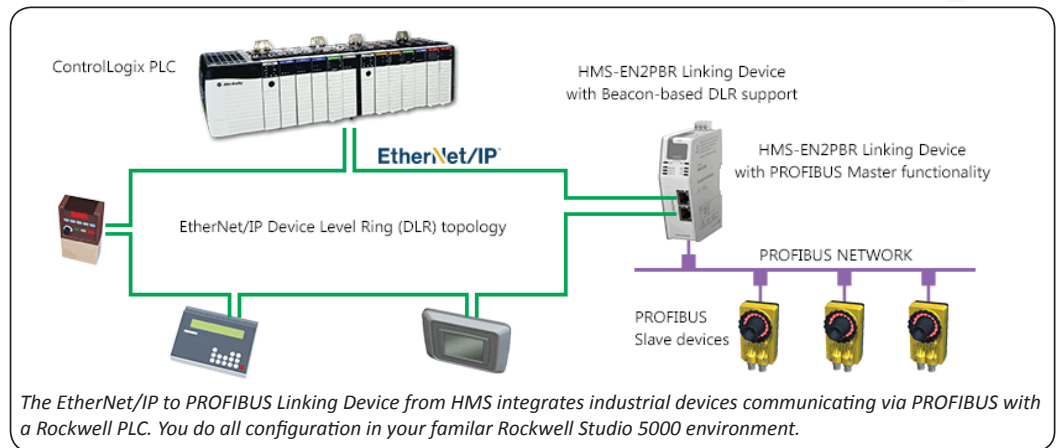 ControlLogix PLC
HMS-EN2PBR Linking Device
with Beacon-based DLR support
EtherNet/IP
HMS-EN2PBR Linking Device
with PROFIBUS Master functionality
EtherNet/IP Device Level Ring (DLR) topology
PROFIBUS NETWORK
PROFIBUS
Slave devices
The EtherNet/IP to PROFIBUS Linking Device from HMS integrates industrial devices communicating via PROFIBUS with
a Rockwell PLC. You do all configuration in your familar Rockwell Studio 5000 environment.